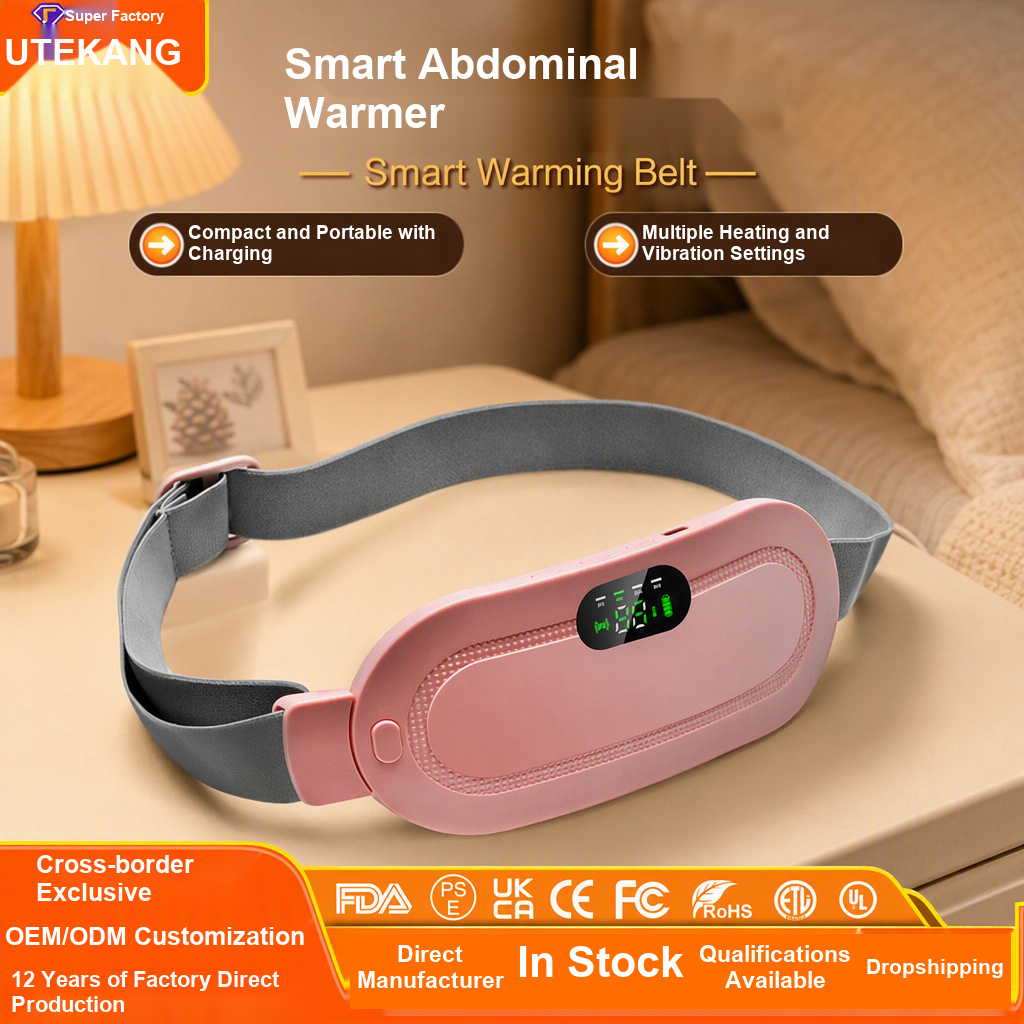 Super Factory
UTEKANG
Smart Abdominal
Warmer
Smart Warming Belt
Compact and Portable with
Charging
Multiple Heating and
Vibration Settings
Cross-border
Exclusive
OEM/ODM Customization
12 Years of Factory Direct
Production
FDA
PS
E
UK
CA
CE
FC
RoHS
ETL
UL
Direct
Manufacturer
In Stock
Qualifications
Available
Dropshipping